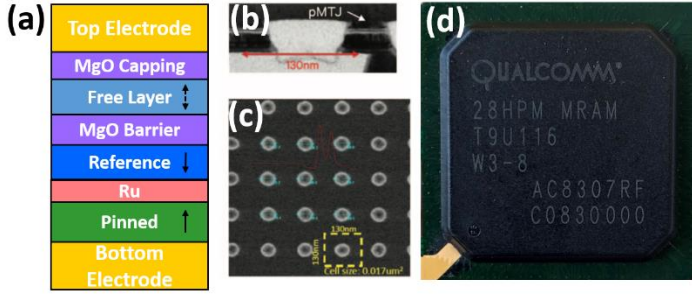 (a)
Top Electrode
MgO Capping
Free Layer
MgO Barrier
Reference
Ru
Pinned
Bottom
Electrode
(b)
pMTJ
130nm
(c)
130nm
130nm
Cell size: 0.017um²
(d)
QUALCOMM
28HPM MRAM
T9U116
W3-8
AC8307RF
C0830000